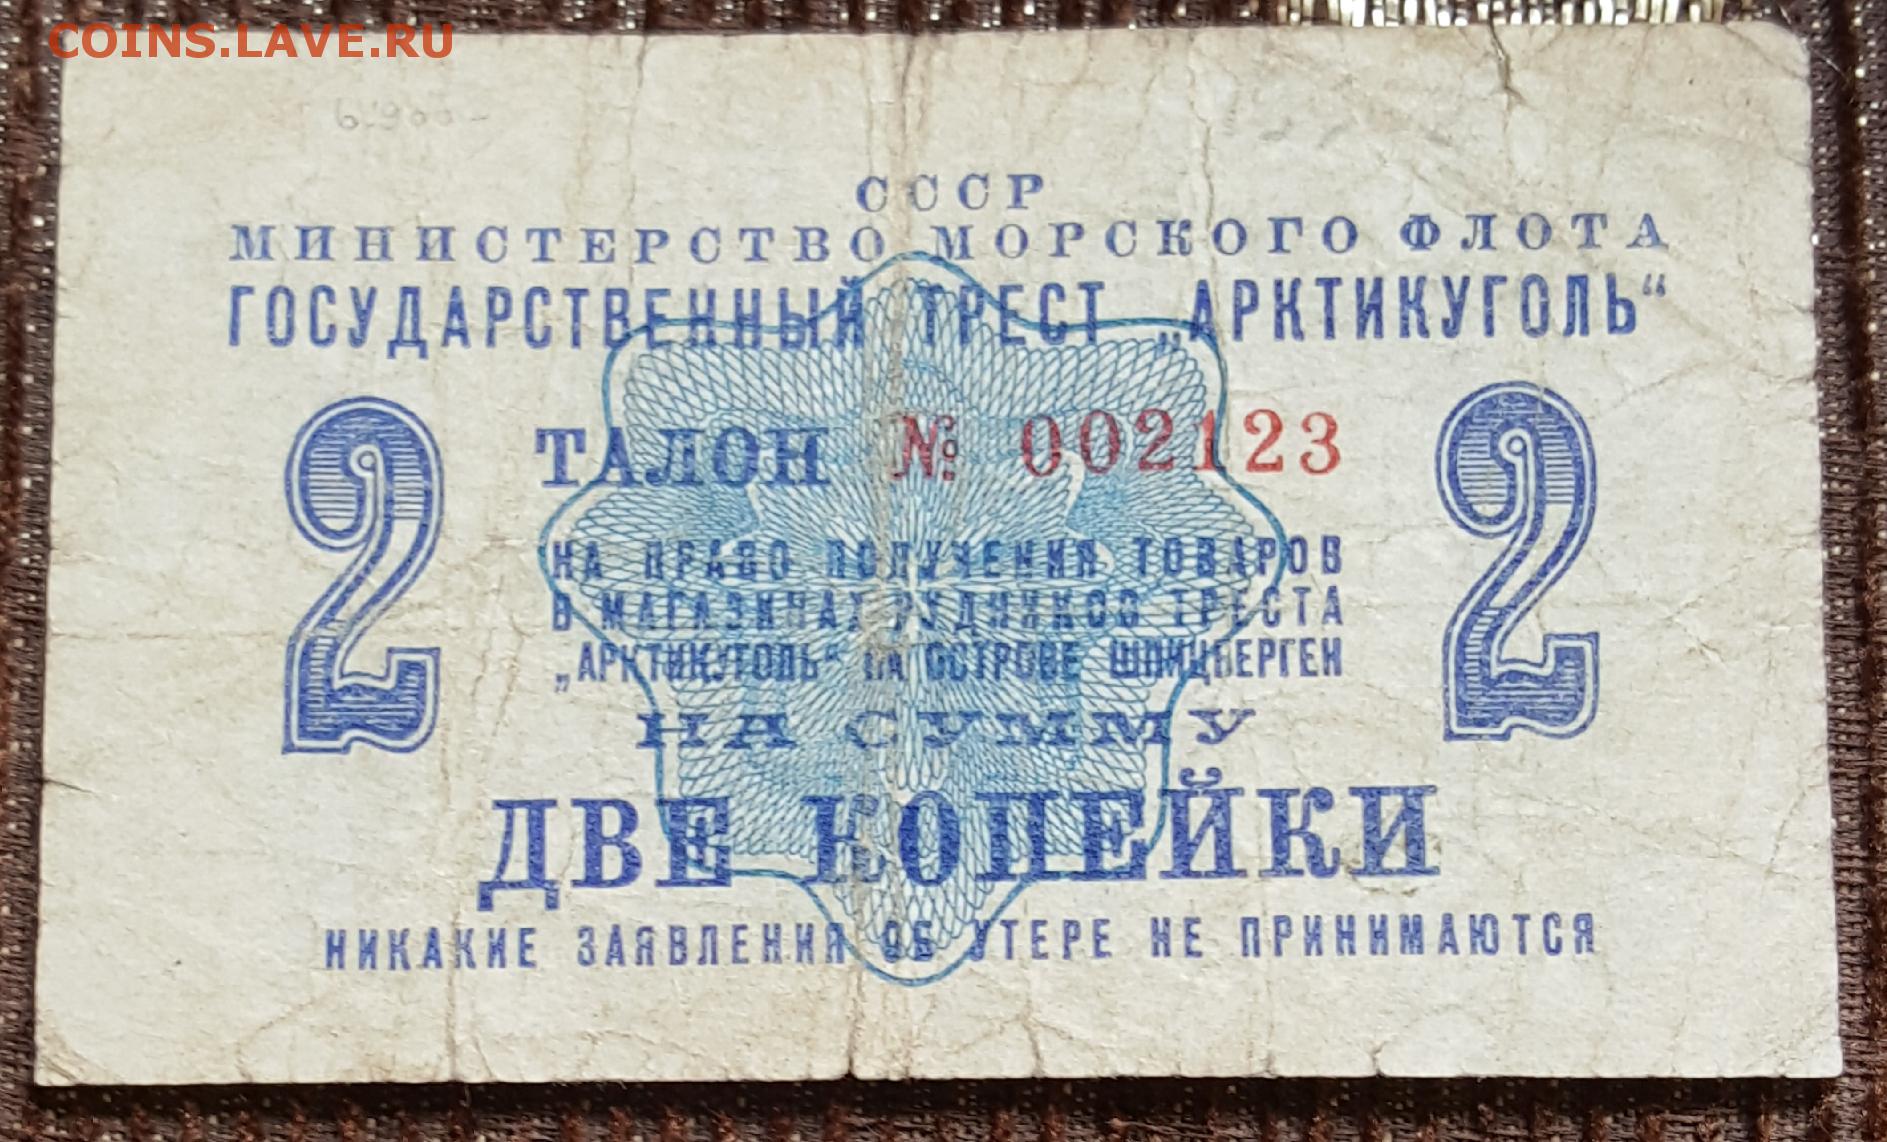 COINS.LAVE.RU
СССР
МИНИСТЕРСТВО МОРСКОГО ФЛОТА
ГОСУДАРСТВЕННЫЙ ТРЕСТ „АРКТИКУГОЛЬ“
2 ТАЛОН № 002123 2
НА ПРАВО ПОЛУЧЕНИЯ ТОВАРОВ
В МАГАЗИНАХ РУДНИКОВ ТРЕСТА
„АРКТИКУГОЛЬ“ НА ОСТРОВЕ ШПИЦБЕРГЕН
НА СУММУ
ДВЕ КОПЕЙКИ
НИКАКИЕ ЗАЯВЛЕНИЯ ОБ УТЕРЕ НЕ ПРИНИМАЮТСЯ